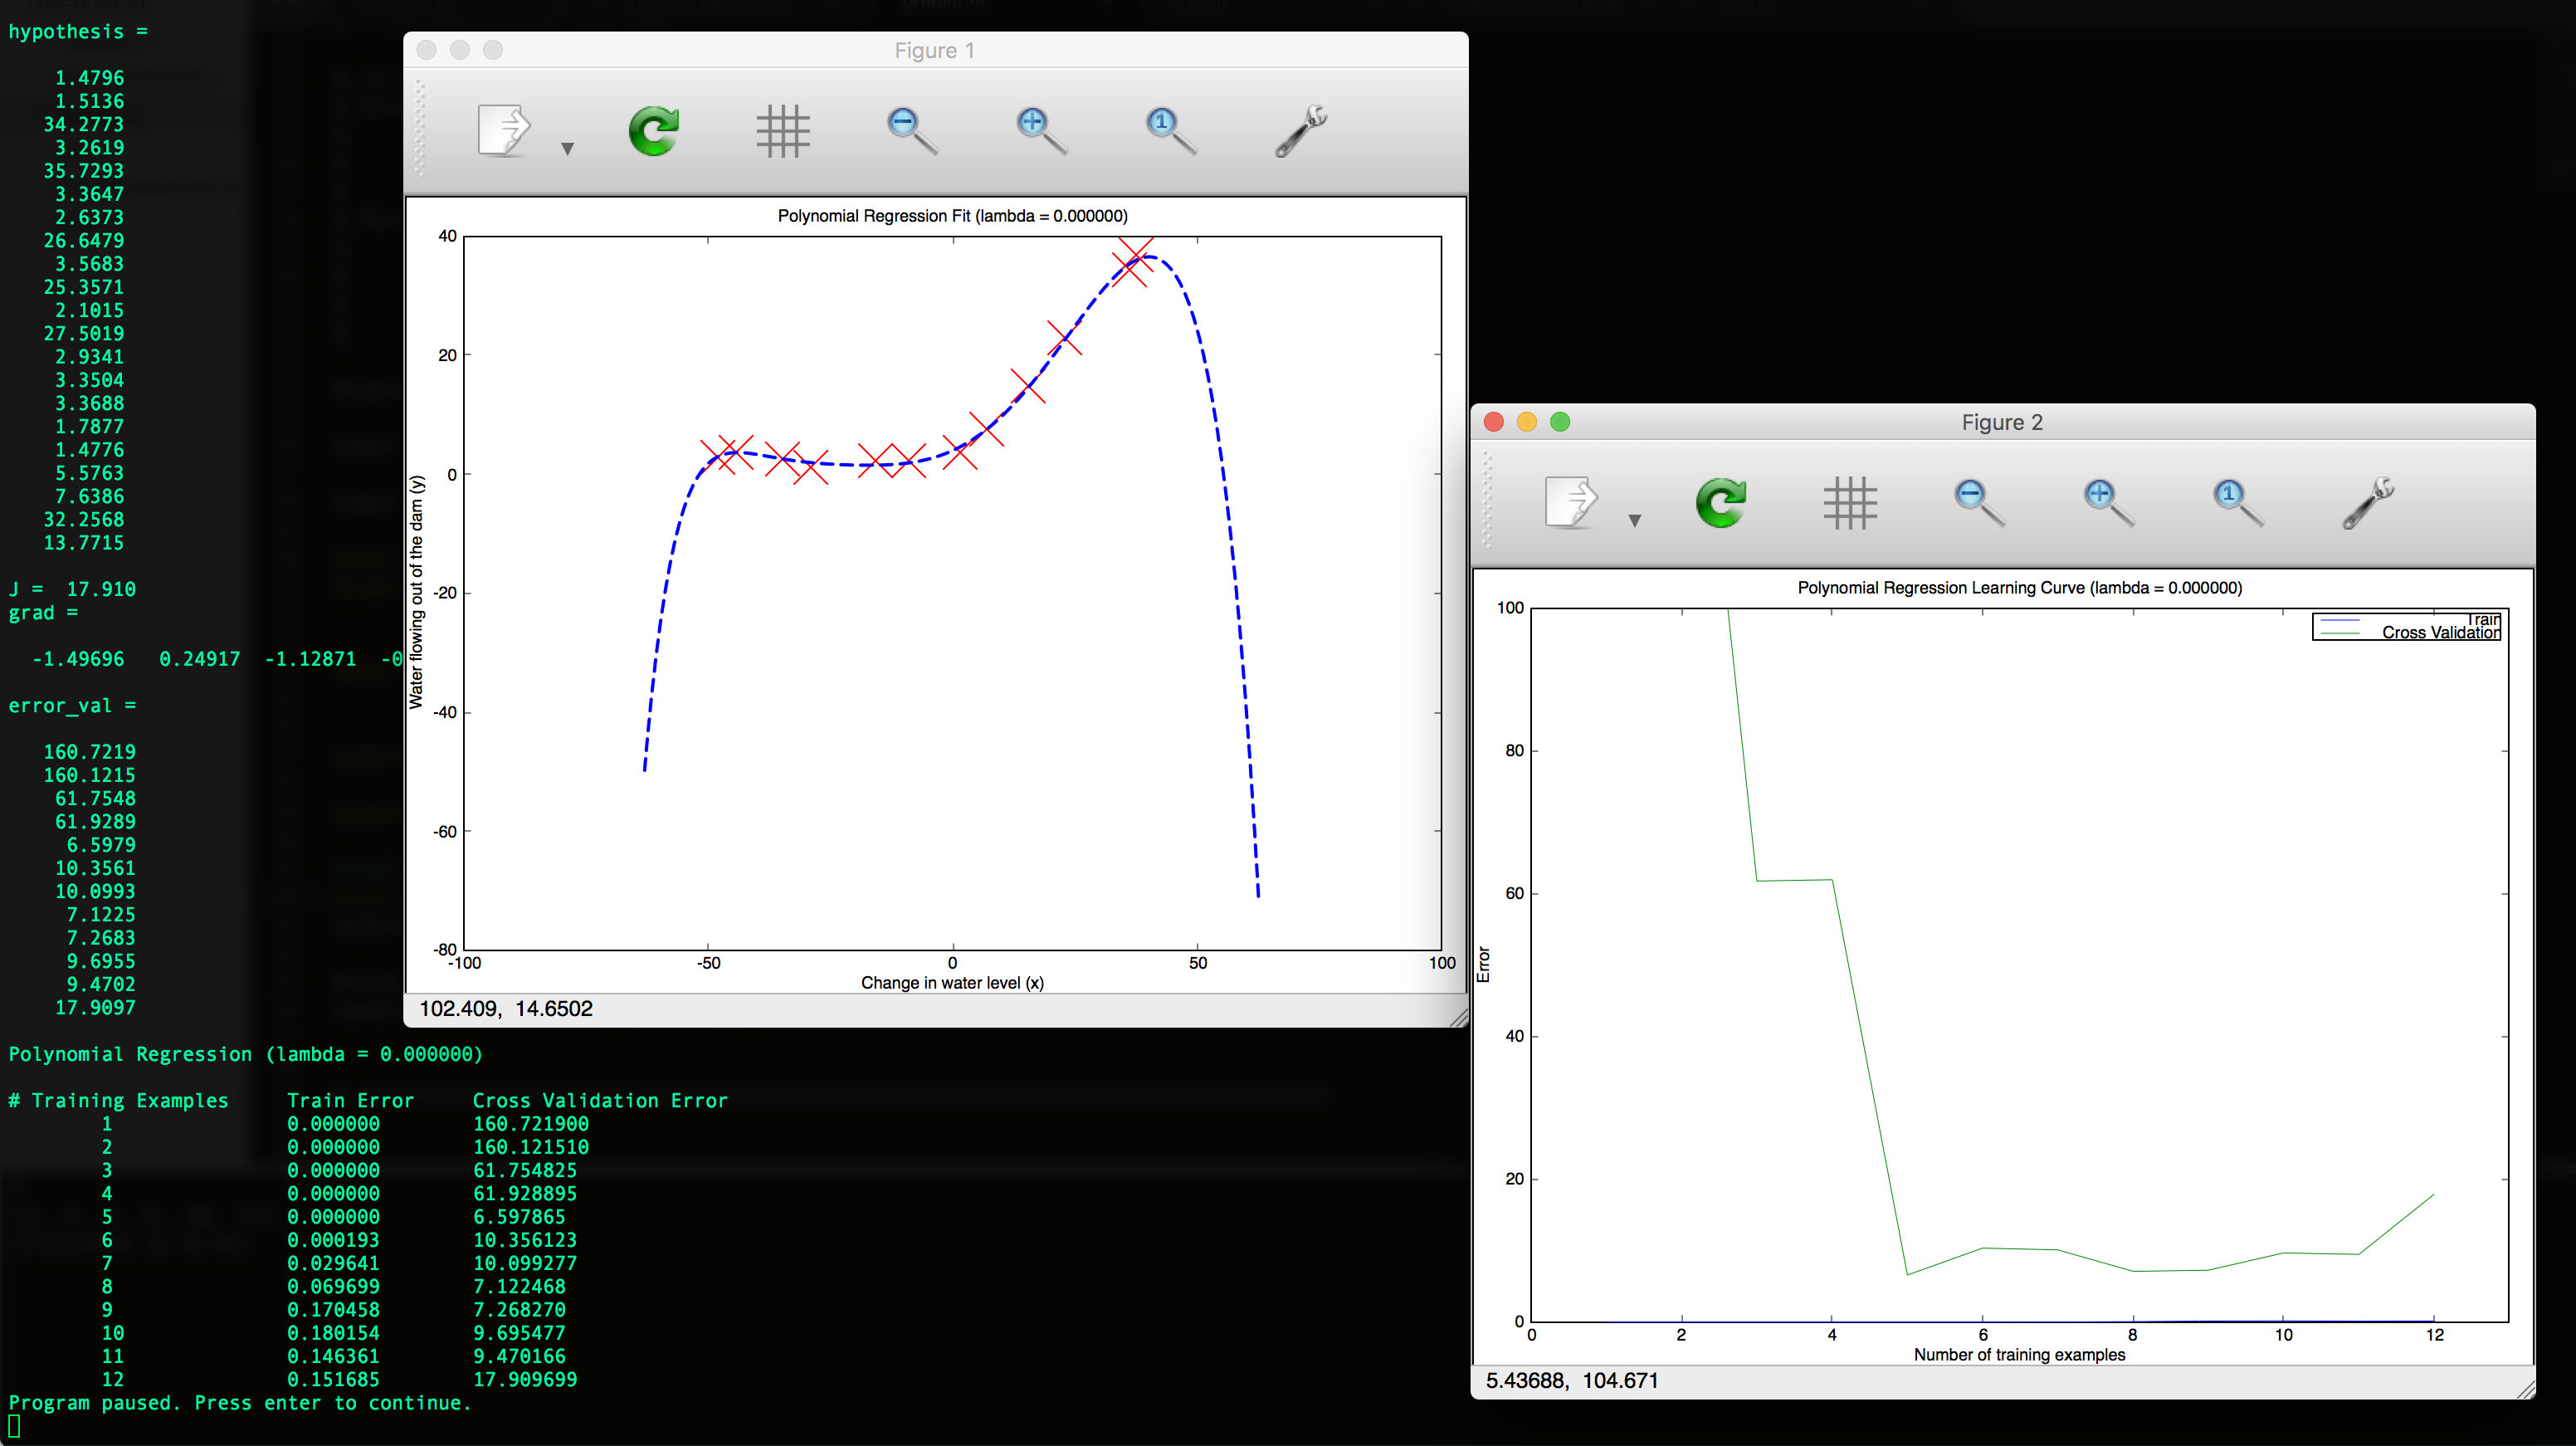 hypothesis =
1.4796
1.5136
34.2773
3.2619
35.7293
3.3647
2.6373
26.6479
3.5683
25.3571
2.1015
27.5019
2.9341
3.3504
3.3688
1.7877
1.4776
5.5763
7.6386
32.2568
13.7715
J = 17.910
grad =
-1.49696 0.24917 -1.12871 -0
error_val =
160.7219
160.1215
61.7548
61.9289
6.5979
10.3561
10.0993
7.1225
7.2683
9.6955
9.4702
17.9097
Polynomial Regression (lambda = 0.000000)
# Training Examples Train Error Cross Validation Error
1 0.000000 160.721900
2 0.000000 160.121510
3 0.000000 61.754825
4 0.000000 61.928895
5 0.000000 6.597865
6 0.000193 10.356123
7 0.029641 10.099277
8 0.069699 7.122468
9 0.170458 7.268270
10 0.180154 9.695477
11 0.146361 9.470166
12 0.151685 17.909699
Program paused. Press enter to continue.
Figure 1
1
Polynomial Regression Fit (lambda = 0.000000)
40
20
0
-20
-40
-60
-80
Water flowing out of the dam (y)
-100 -50 0 50 100
Change in water level (x)
102.409, 14.6502
Figure 2
1
Polynomial Regression Learning Curve (lambda = 0.000000)
Train
Cross Validation
100
80
60
40
20
0
Error
0 2 4 6 8 10 12
Number of training examples
5.43688, 104.671